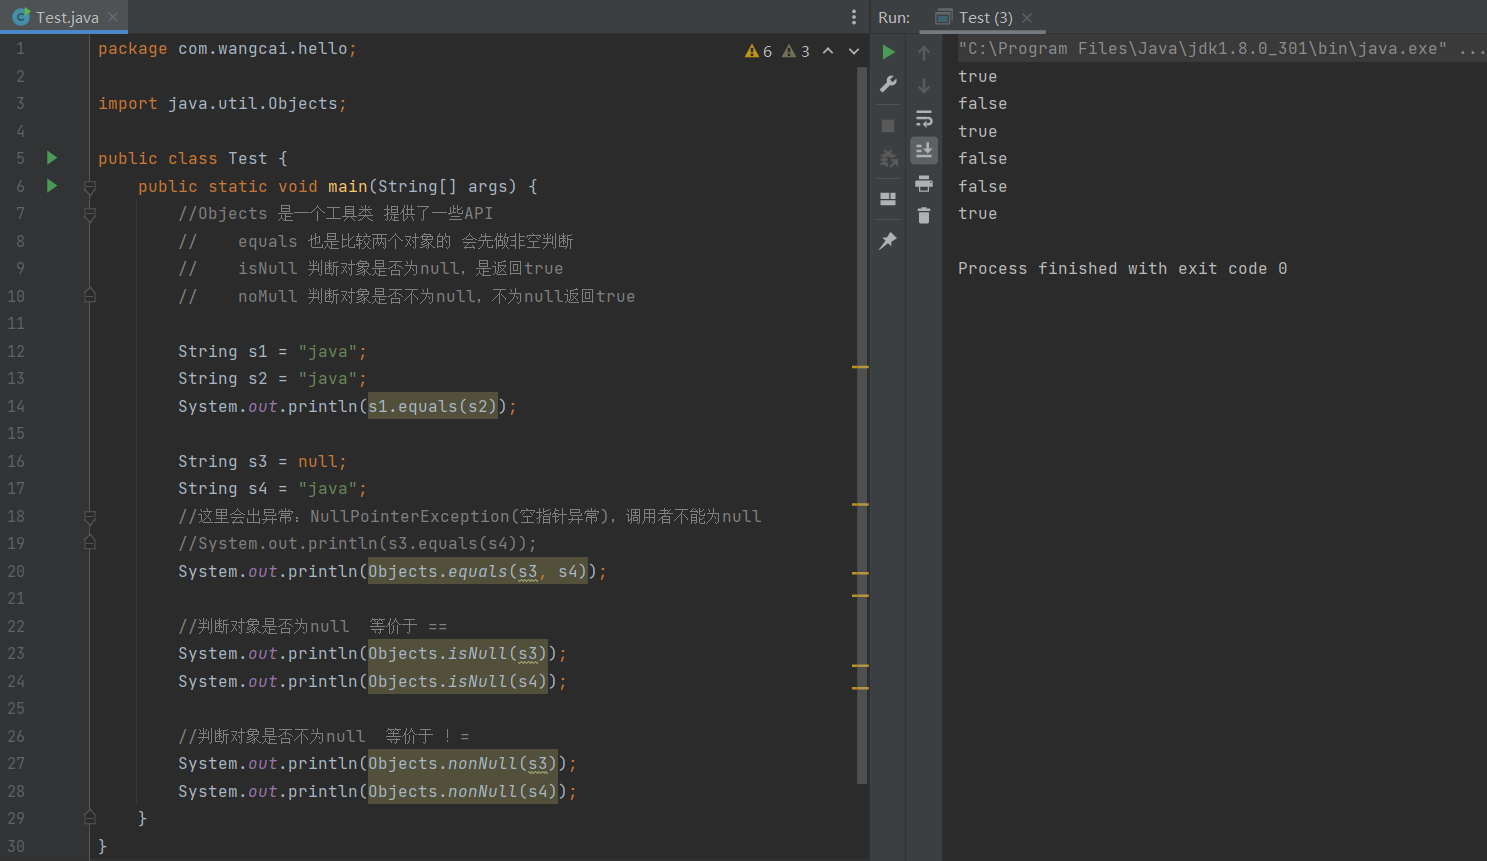 Test.java
package com.wangcai.hello;
6 3
import java.util.Objects;
public class Test {
public static void main(String[] args) {
//Objects 是一个工具类 提供了一些API
// equals 也是比较两个对象的 会先做非空判断
// isNull 判断对象是否为null，是返回true
// noMull 判断对象是否不为null，不为null返回true
String s1 = "java";
String s2 = "java";
System.out.println(s1.equals(s2));
String s3 = null;
String s4 = "java";
//这里会出异常：NullPointerException(空指针异常)，调用者不能为null
//System.out.println(s3.equals(s4));
System.out.println(Objects.equals(s3, s4));
//判断对象是否为null  等价于 ==
System.out.println(Objects.isNull(s3));
System.out.println(Objects.isNull(s4));
//判断对象是否不为null  等价于 ！=
System.out.println(Objects.nonNull(s3));
System.out.println(Objects.nonNull(s4));
}
}
1
2
3
4
5
6
7
8
9
10
11
12
13
14
15
16
17
18
19
20
21
22
23
24
25
26
27
28
29
30
Run: Test (3)
"C:\Program Files\Java\jdk1.8.0_301\bin\java.exe" ...
true
false
true
false
false
true
Process finished with exit code 0